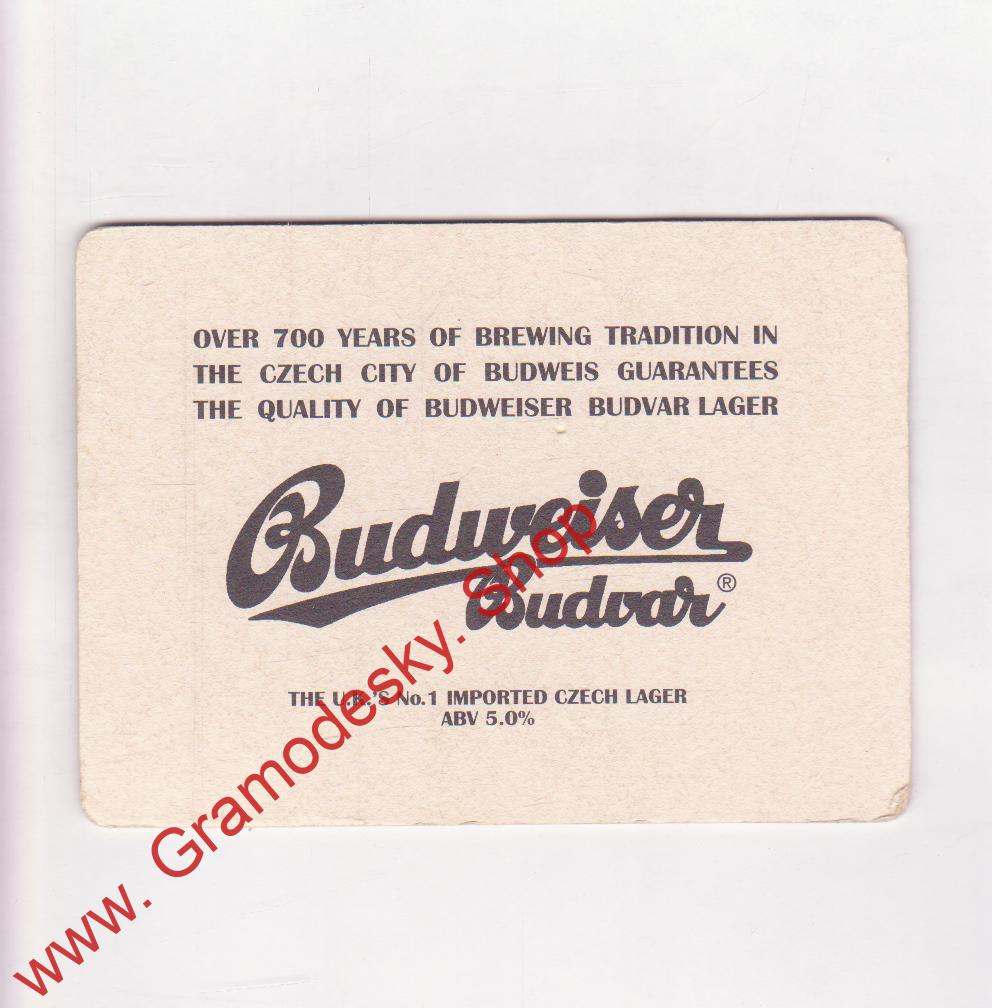 OVER 700 YEARS OF BREWING TRADITION IN
THE CZECH CITY OF BUDWEIS GUARANTEES
THE QUALITY OF BUDWEISER BUDVAR LAGER
Budweiser
Budvar®
THE U.K.'S No.1 IMPORTED CZECH LAGER
ABV 5.0%
www. Gramodesky. Shop